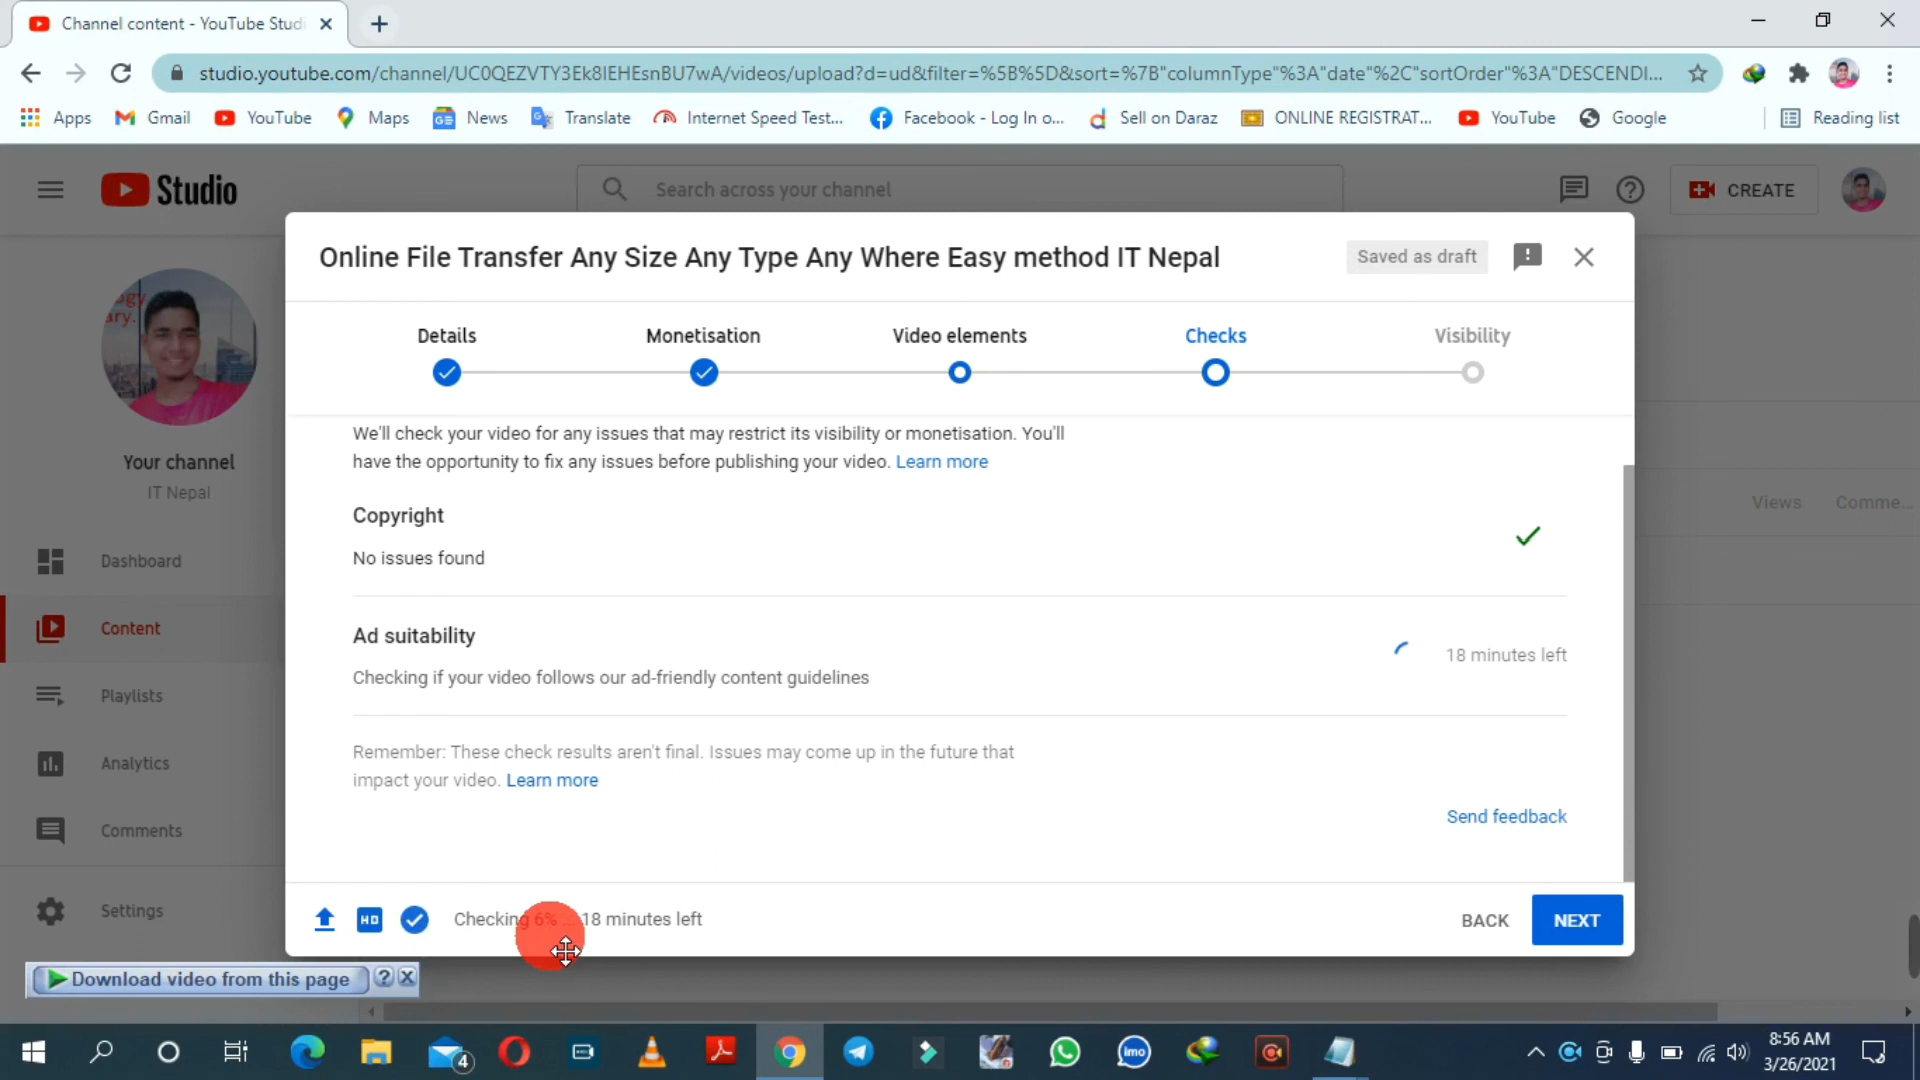 Channel content - YouTube Studi
studio.youtube.com/channel/UC0QEZVTY3Ek8IEHEsnBU7wA/videos/upload?d=ud&filter=%5B%5D&sort=%7B"columnType"%3A"date"%2C"sortOrder"%3A"DESCENDI...
Apps Gmail YouTube Maps News Translate Internet Speed Test... Facebook - Log In o... Sell on Daraz ONLINE REGISTRAT... YouTube Google Reading list
Studio Search across your channel CREATE
Online File Transfer Any Size Any Type Any Where Easy method IT Nepal Saved as draft
Details Monetisation Video elements Checks Visibility
We'll check your video for any issues that may restrict its visibility or monetisation. You'll
have the opportunity to fix any issues before publishing your video. Learn more
Copyright
No issues found
Ad suitability
18 minutes left
Checking if your video follows our ad-friendly content guidelines
Remember: These check results aren't final. Issues may come up in the future that
impact your video. Learn more
Send feedback
HD Checking 6% ... 18 minutes left BACK NEXT
ogy
ary.
Your channel
IT Nepal
Dashboard
Content
Playlists
Analytics
Comments
Settings
Views Comme...
Download video from this page ? X
4 imo
8:56 AM
3/26/2021